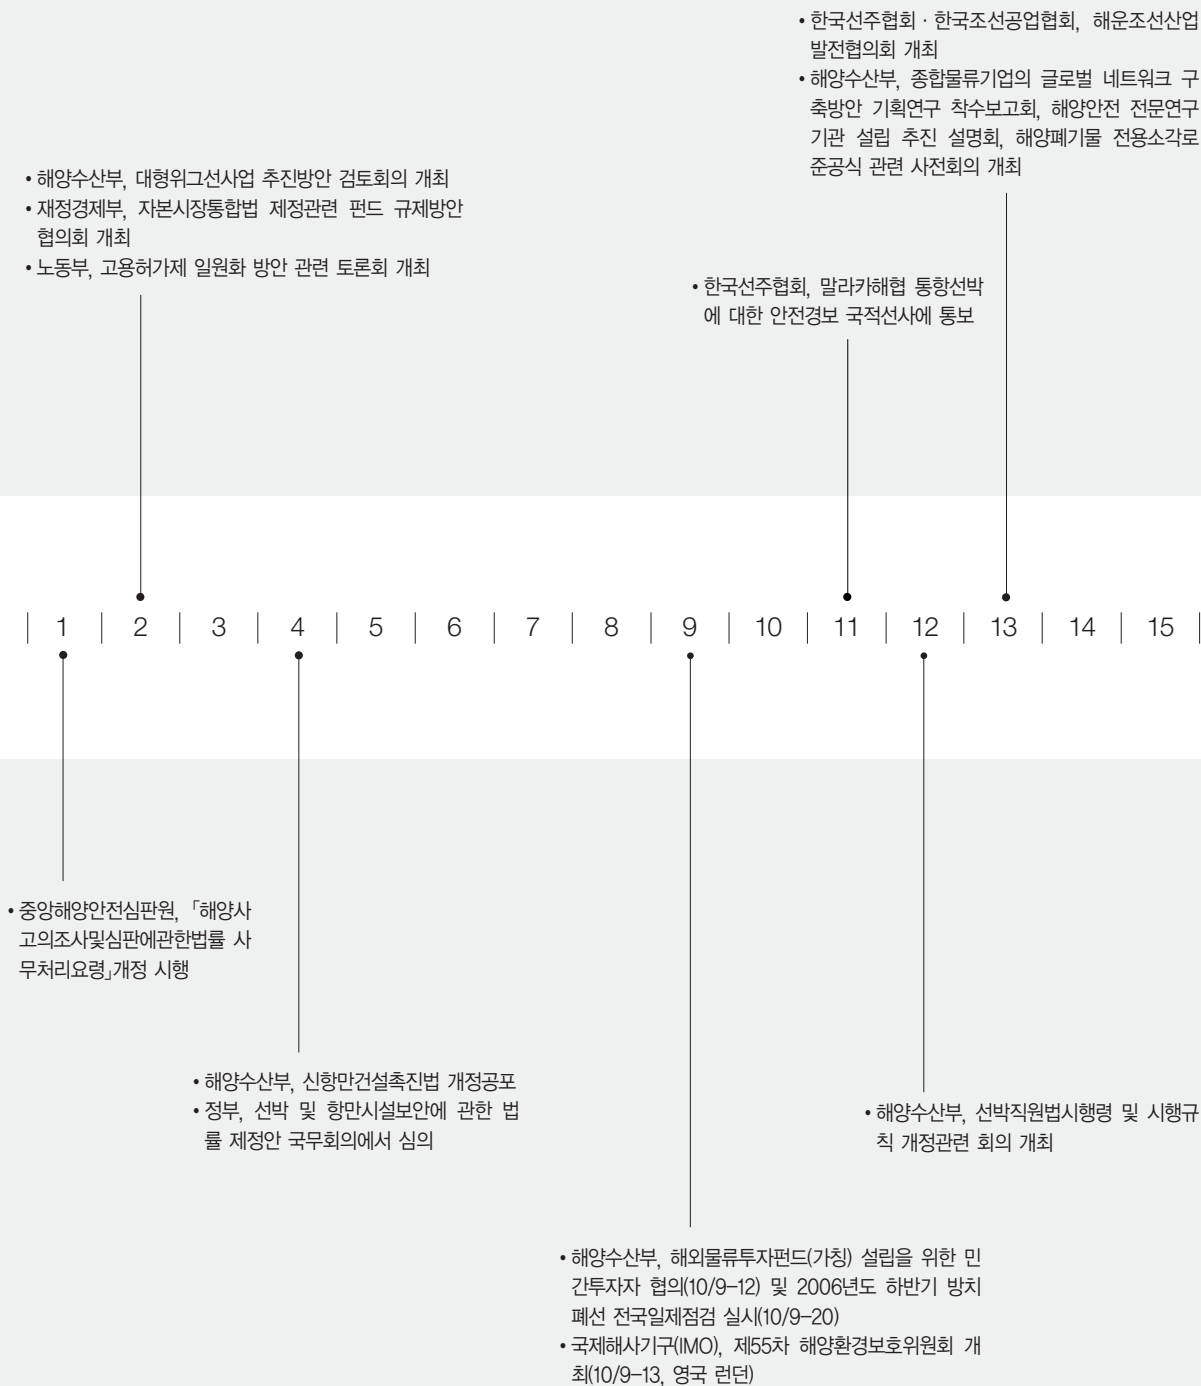 • 한국선주협회 · 한국조선공업협회, 해운조선산업
발전협의회 개최
• 해양수산부, 종합물류기업의 글로벌 네트워크 구
축방안 기획연구 착수보고회, 해양안전 전문연구
기관 설립 추진 설명회, 해양폐기물 전용소각로
준공식 관련 사전회의 개최
• 해양수산부, 대형위그선사업 추진방안 검토회의 개최
• 재정경제부, 자본시장통합법 제정관련 펀드 규제방안
협의회 개최
• 노동부, 고용허가제 일원화 방안 관련 토론회 개최
• 한국선주협회, 말라카해협 통항선박
에 대한 안전경보 국적선사에 통보
| 1 | 2 | 3 | 4 | 5 | 6 | 7 | 8 | 9 | 10 | 11 | 12 | 13 | 14 | 15 |
• 중앙해양안전심판원, 「해양사
고의조사및심판에관한법률 사
무처리요령」개정 시행
• 해양수산부, 신항만건설촉진법 개정공포
• 정부, 선박 및 항만시설보안에 관한 법
률 제정안 국무회의에서 심의
• 해양수산부, 선박직원법시행령 및 시행규
칙 개정관련 회의 개최
• 해양수산부, 해외물류투자펀드(가칭) 설립을 위한 민
간투자자 협의(10/9-12) 및 2006년도 하반기 방치
폐선 전국일제점검 실시(10/9-20)
• 국제해사기구(IMO), 제55차 해양환경보호위원회 개
최(10/9-13, 영국 런던)